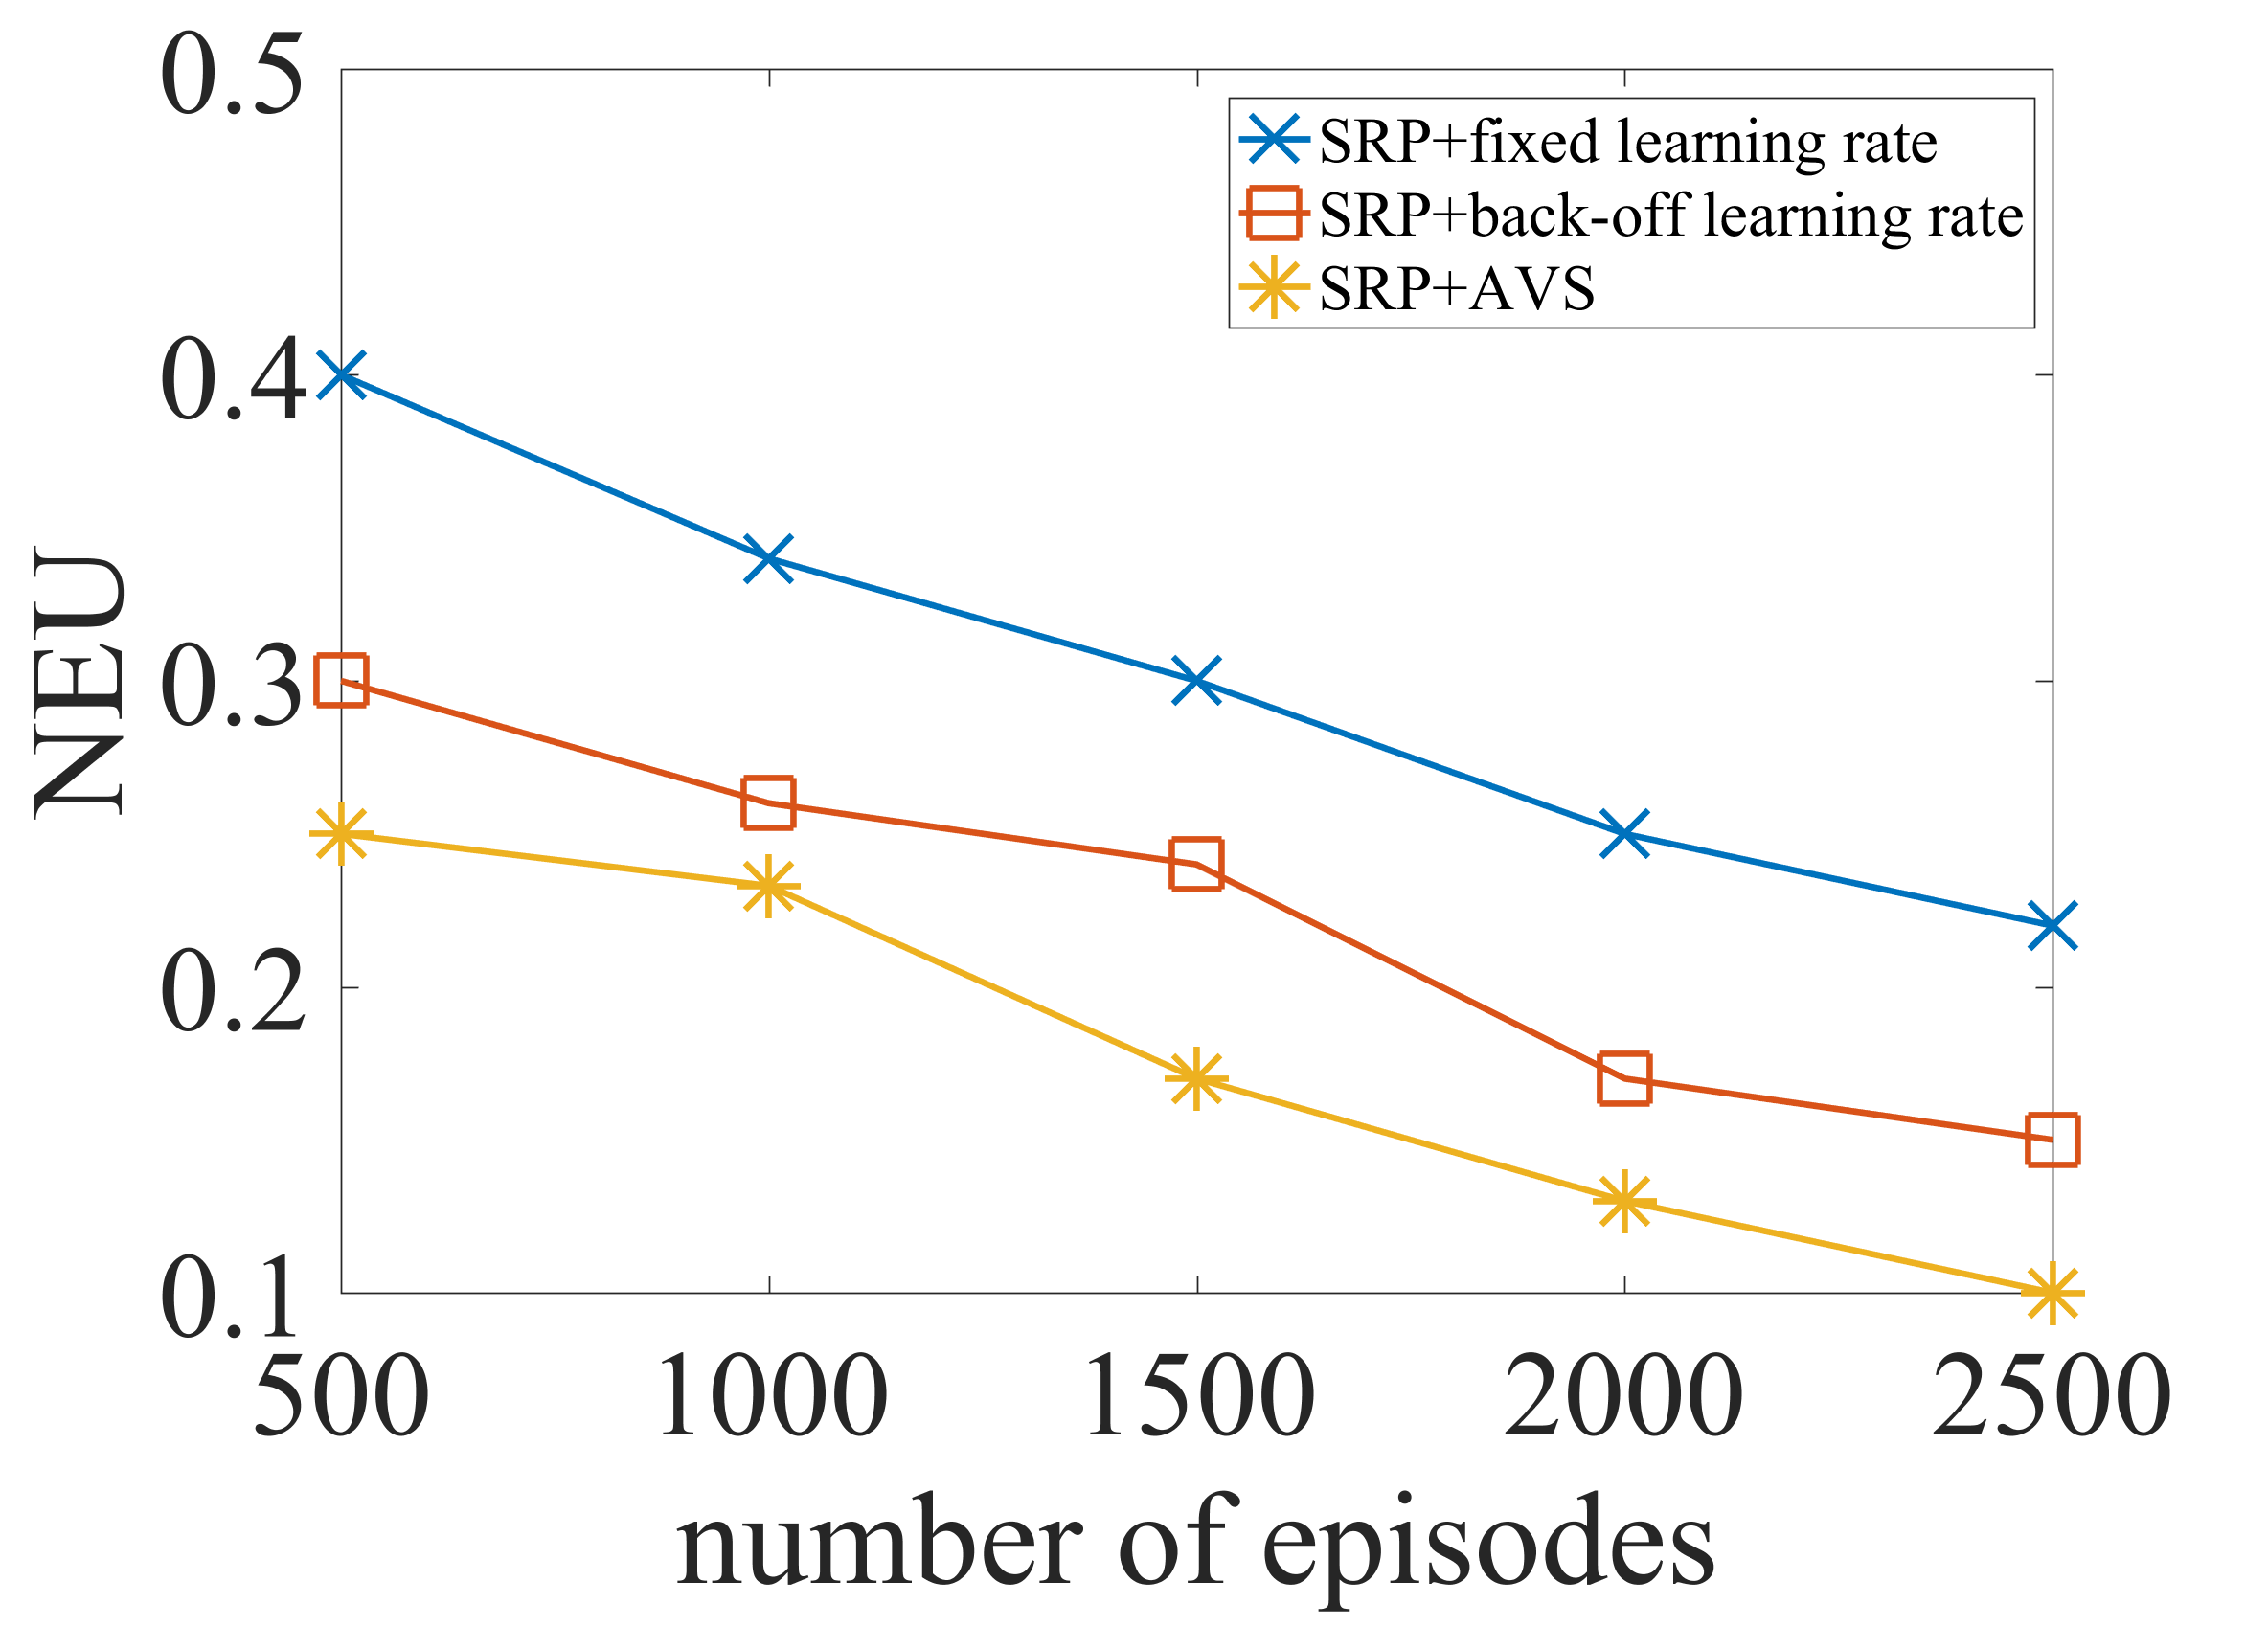 0.5
SRP+fixed learning rate
SRP+back-off learning rate
SRP+AVS
0.4
0.3
0.2
0.1
NEU
500 1000 1500 2000 2500
number of episodes